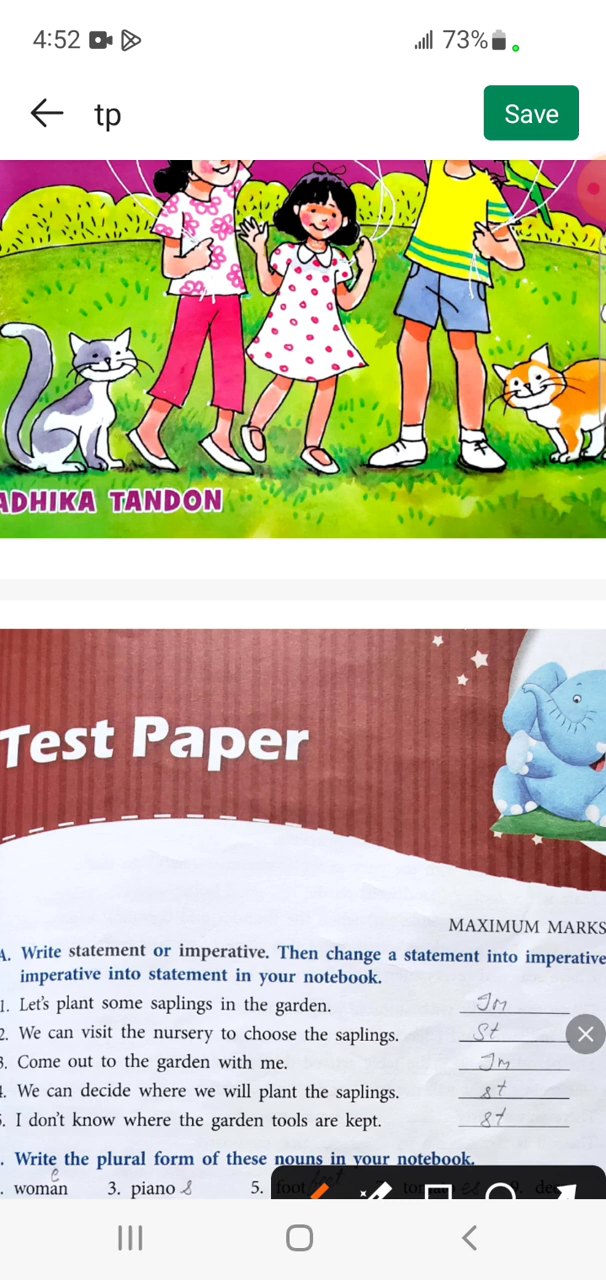 4:52 73%
tp
Save
ADHIKA TANDON
Test Paper
MAXIMUM MARKS
A. Write statement or imperative. Then change a statement into imperative
imperative into statement in your notebook.
1. Let's plant some saplings in the garden. Im
2. We can visit the nursery to choose the saplings. St
3. Come out to the garden with me. Im
4. We can decide where we will plant the saplings. st
5. I don't know where the garden tools are kept. st
. Write the plural form of these nouns in your notebook.
e
. woman 3. piano s 5. foot